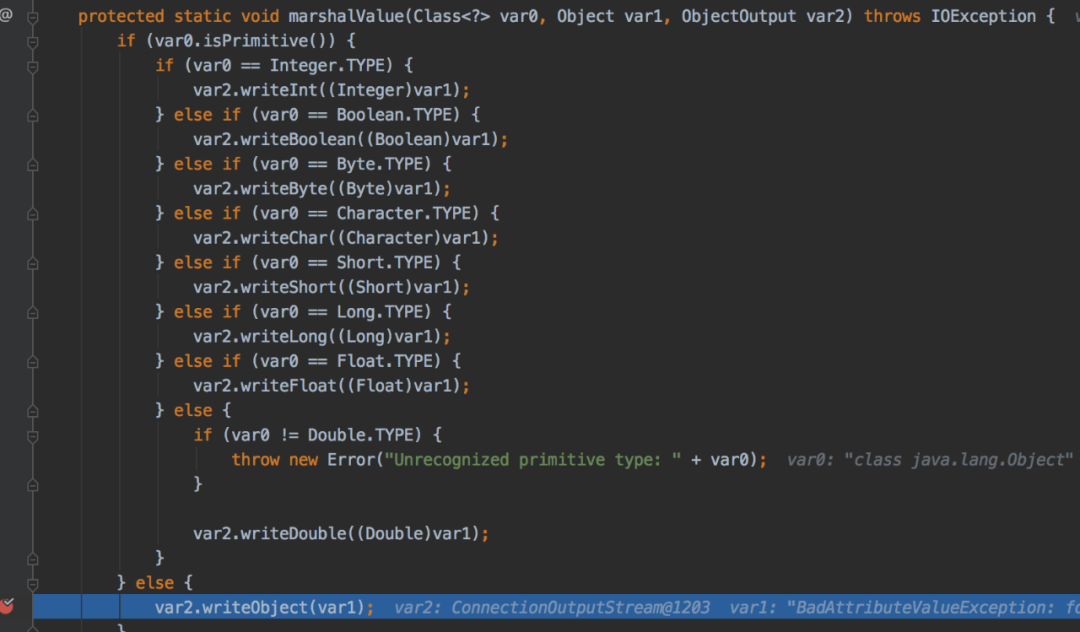 @ protected static void marshalValue(Class<?> var0, Object var1, ObjectOutput var2) throws IOException {
if (var0.isPrimitive()) {
if (var0 == Integer.TYPE) {
var2.writeInt((Integer)var1);
} else if (var0 == Boolean.TYPE) {
var2.writeBoolean((Boolean)var1);
} else if (var0 == Byte.TYPE) {
var2.writeByte((Byte)var1);
} else if (var0 == Character.TYPE) {
var2.writeChar((Character)var1);
} else if (var0 == Short.TYPE) {
var2.writeShort((Short)var1);
} else if (var0 == Long.TYPE) {
var2.writeLong((Long)var1);
} else if (var0 == Float.TYPE) {
var2.writeFloat((Float)var1);
} else {
if (var0 != Double.TYPE) {
throw new Error("Unrecognized primitive type: " + var0); var0: "class java.lang.Object"
}
var2.writeDouble((Double)var1);
}
} else {
var2.writeObject(var1); var2: ConnectionOutputStream@1203 var1: "BadAttributeValueException: fo
}